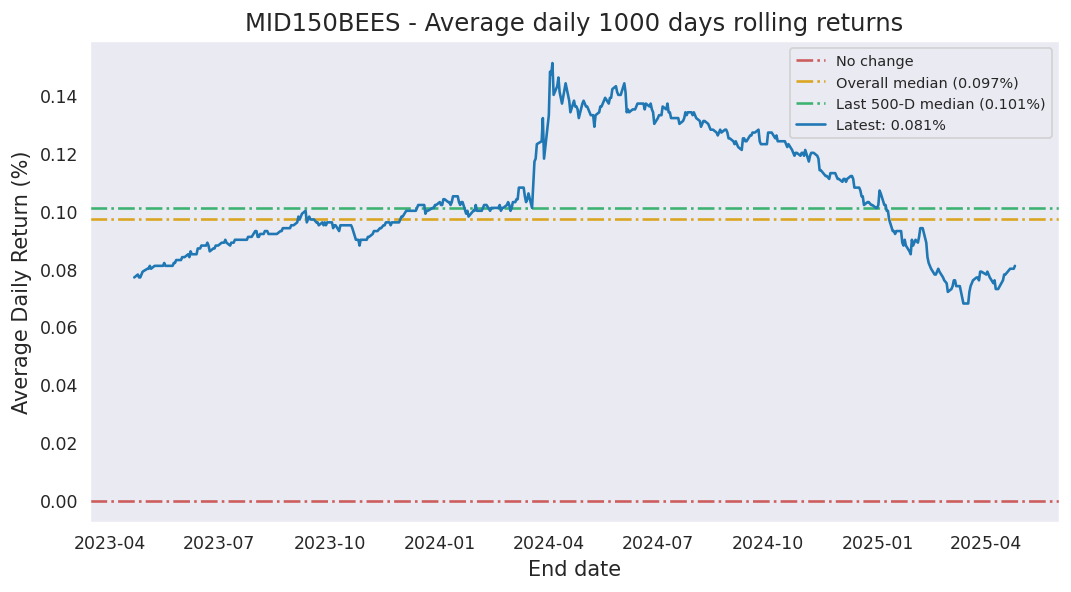 MID150BEES - Average daily 1000 days rolling returns
No change
Overall median (0.097%)
Last 500-D median (0.101%)
Latest: 0.081%
Average Daily Return (%)
0.14
0.12
0.10
0.08
0.06
0.04
0.02
0.00
2023-04 2023-07 2023-10 2024-01 2024-04 2024-07 2024-10 2025-01 2025-04
End date